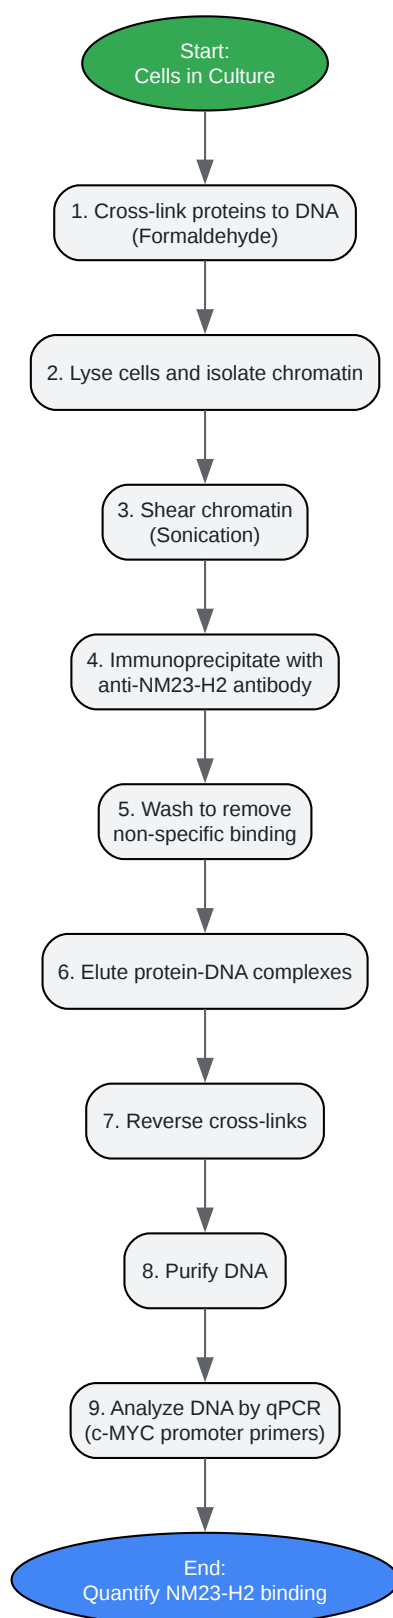 Start:
Cells in Culture
1. Cross-link proteins to DNA
(Formaldehyde)
2. Lyse cells and isolate chromatin
3. Shear chromatin
(Sonication)
4. Immunoprecipitate with
anti-NM23-H2 antibody
5. Wash to remove
non-specific binding
6. Elute protein-DNA complexes
7. Reverse cross-links
8. Purify DNA
9. Analyze DNA by qPCR
(c-MYC promoter primers)
End:
Quantify NM23-H2 binding